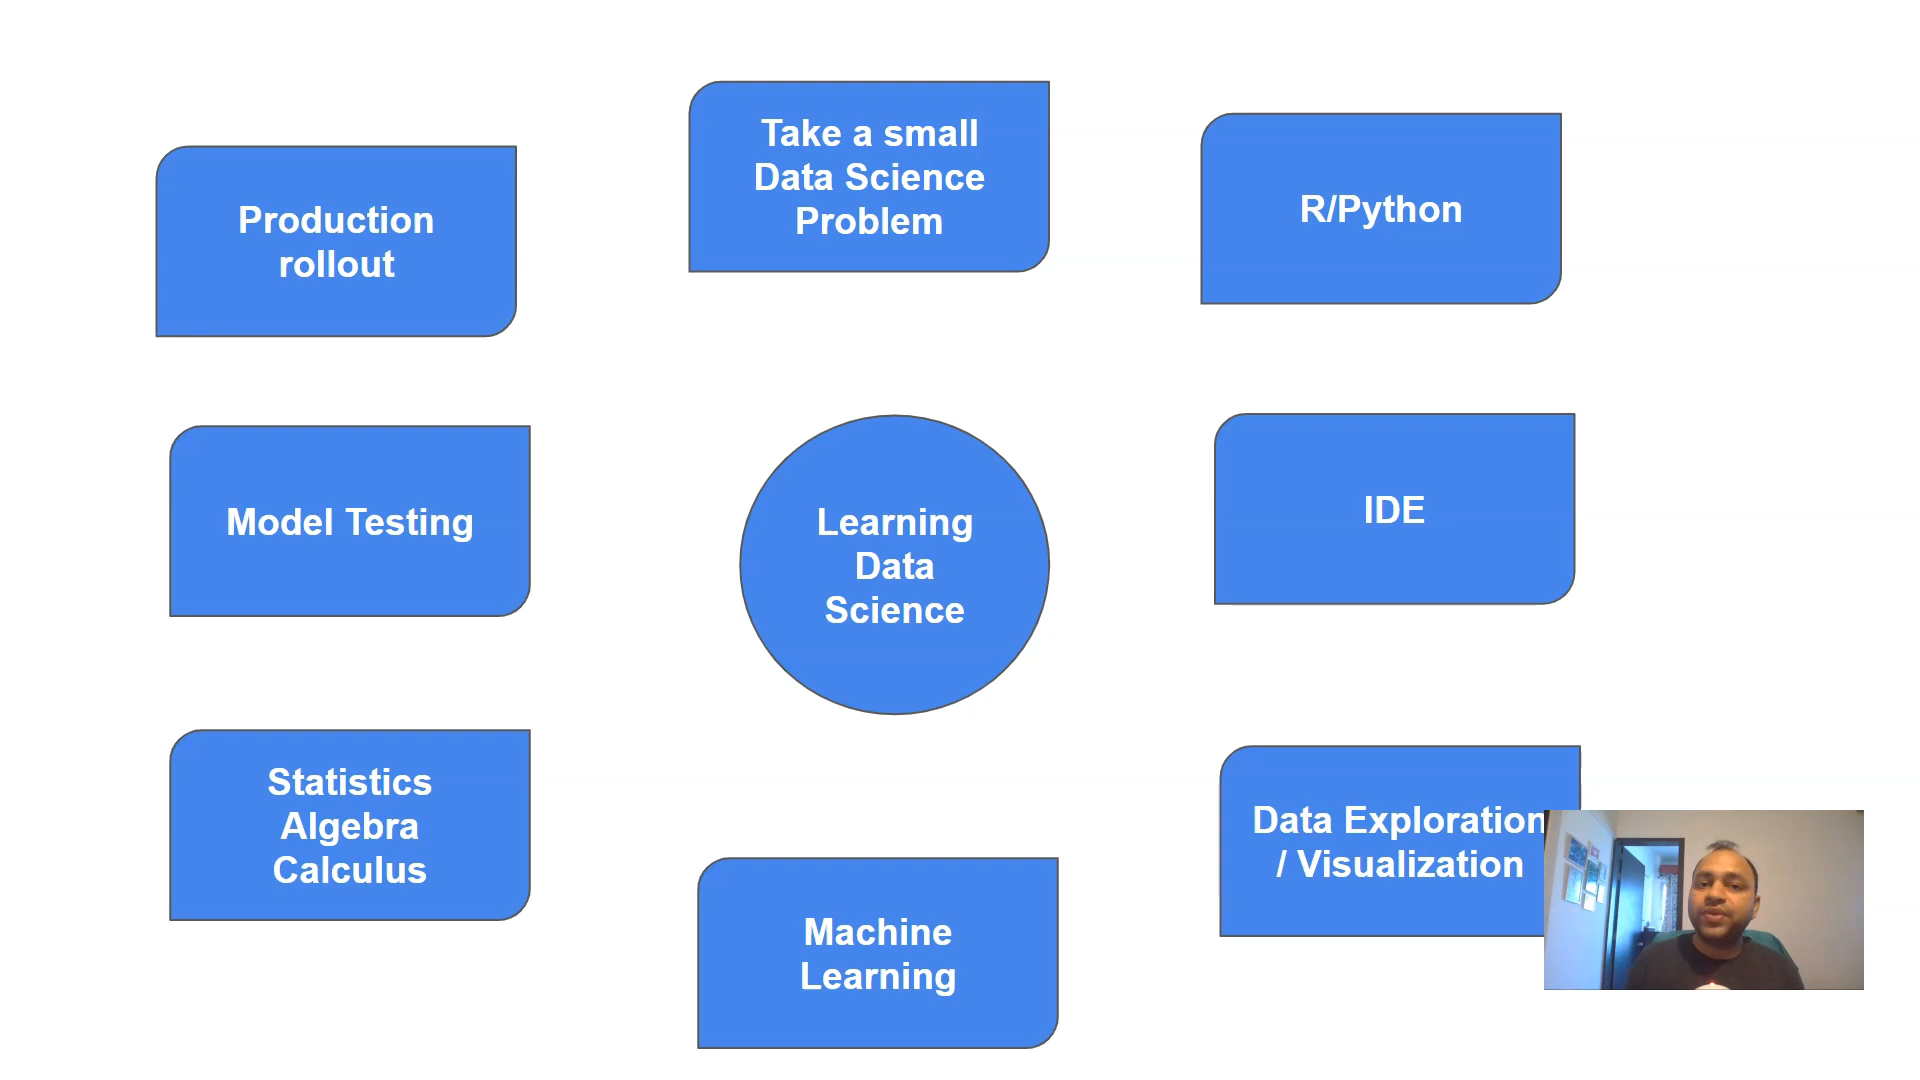 Take a small
Data Science
Problem
R/Python
Production
rollout
IDE
Model Testing
Learning
Data
Science
Statistics
Algebra
Calculus
Data Exploration
/ Visualization
Machine
Learning